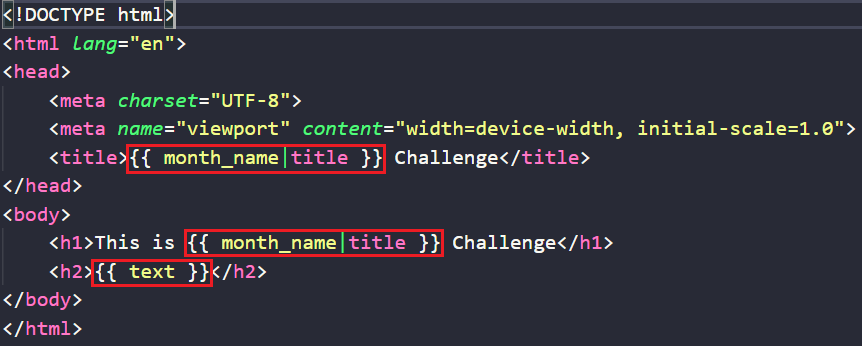 <!DOCTYPE html>
<html lang="en">
<head>
    <meta charset="UTF-8">
    <meta name="viewport" content="width=device-width, initial-scale=1.0">
    <title>{{ month_name|title }} Challenge</title>
</head>
<body>
    <h1>This is {{ month_name|title }} Challenge</h1>
    <h2>{{ text }}</h2>
</body>
</html>